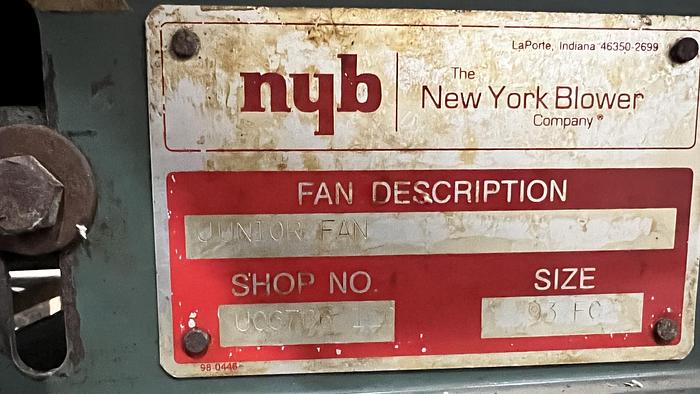 LaPorte, Indiana 46350-2699
nyb
The
New York Blower
Company®
FAN DESCRIPTION
JUNIOR FAN
SHOP NO.
SIZE
98-0446